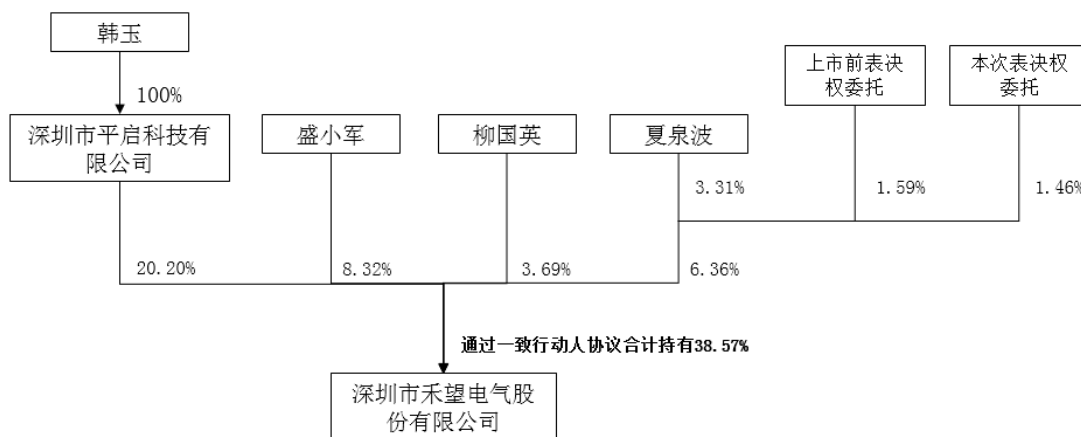 韩玉
上市前表决
权委托
本次表决权
委托
100%
深圳市平启科技有
限公司
盛小军
柳国英
夏泉波
3.31%
1.59%
1.46%
20.20%
8.32%
3.69%
6.36%
通过一致行动人协议合计持有38.57%
深圳市禾望电气股
份有限公司